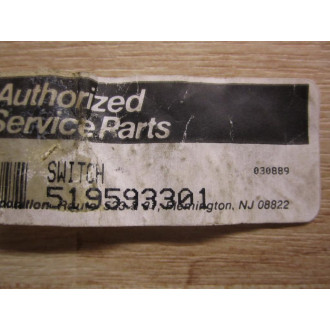 Authorized
Service Parts
SWITCH
030889
519593301
Flemington, NJ 08822